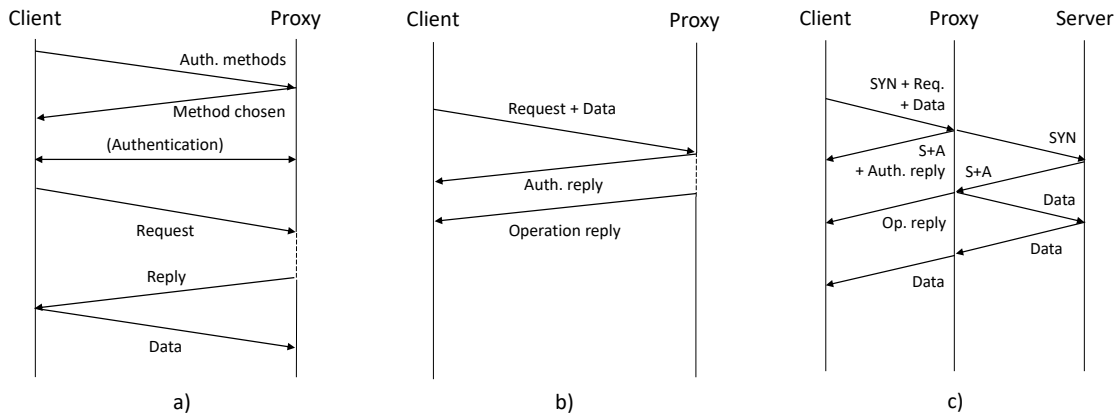 Client
Proxy
Auth. methods
Method chosen
(Authentication)
Request
Reply
Data
a)
Client
Proxy
Request + Data
Auth. reply
Operation reply
b)
Client
Proxy
Server
SYN + Req.
+ Data
SYN
S+A
+ Auth. reply
S+A
Data
Op. reply
Data
Data
c)